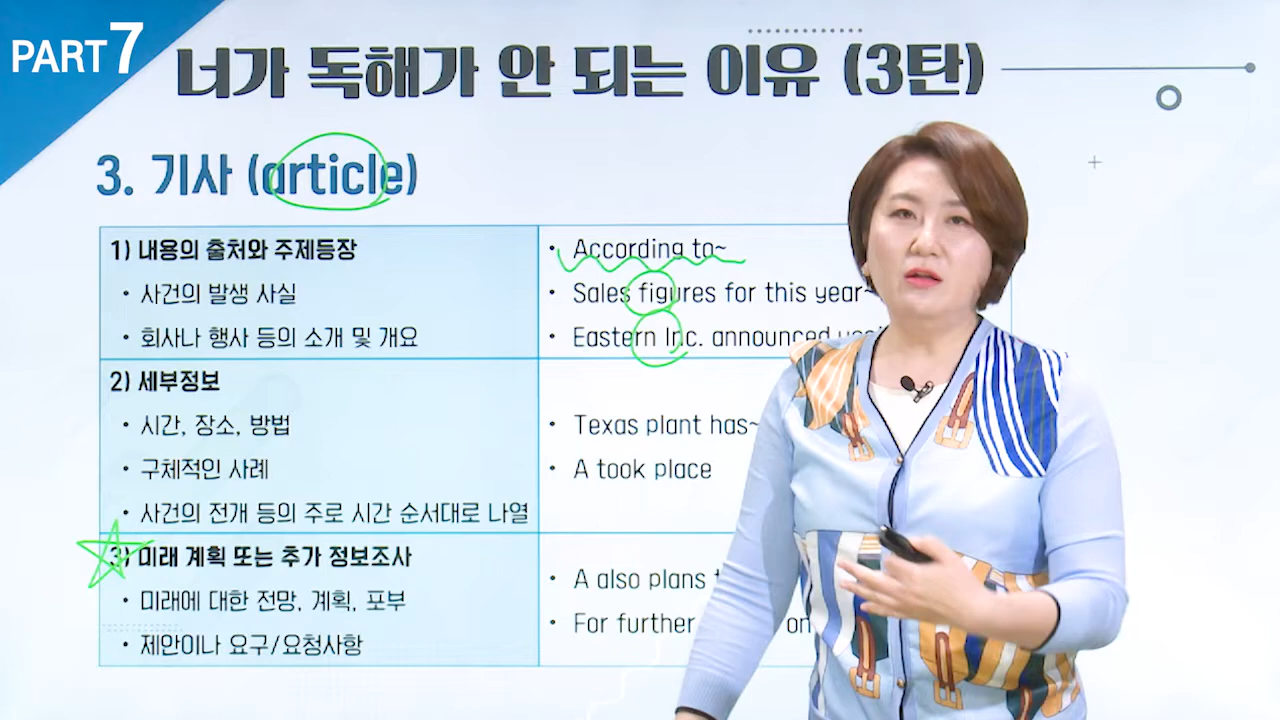 PART 7
너가 독해가 안 되는 이유 (3탄)
3. 기사 (article)
1) 내용의 출처와 주제등장
• 사건의 발생 사실
• 회사나 행사 등의 소개 및 개요
• According to~
• Sales figures for this year~
• Eastern Inc. announced
2) 세부정보
• 시간, 장소, 방법
• 구체적인 사례
• 사건의 전개 등의 주로 시간 순서대로 나열
• Texas plant has~
• A took place
3) 미래 계획 또는 추가 정보조사
• 미래에 대한 전망, 계획, 포부
• 제안이나 요구/요청사항
• A also plans
• For further